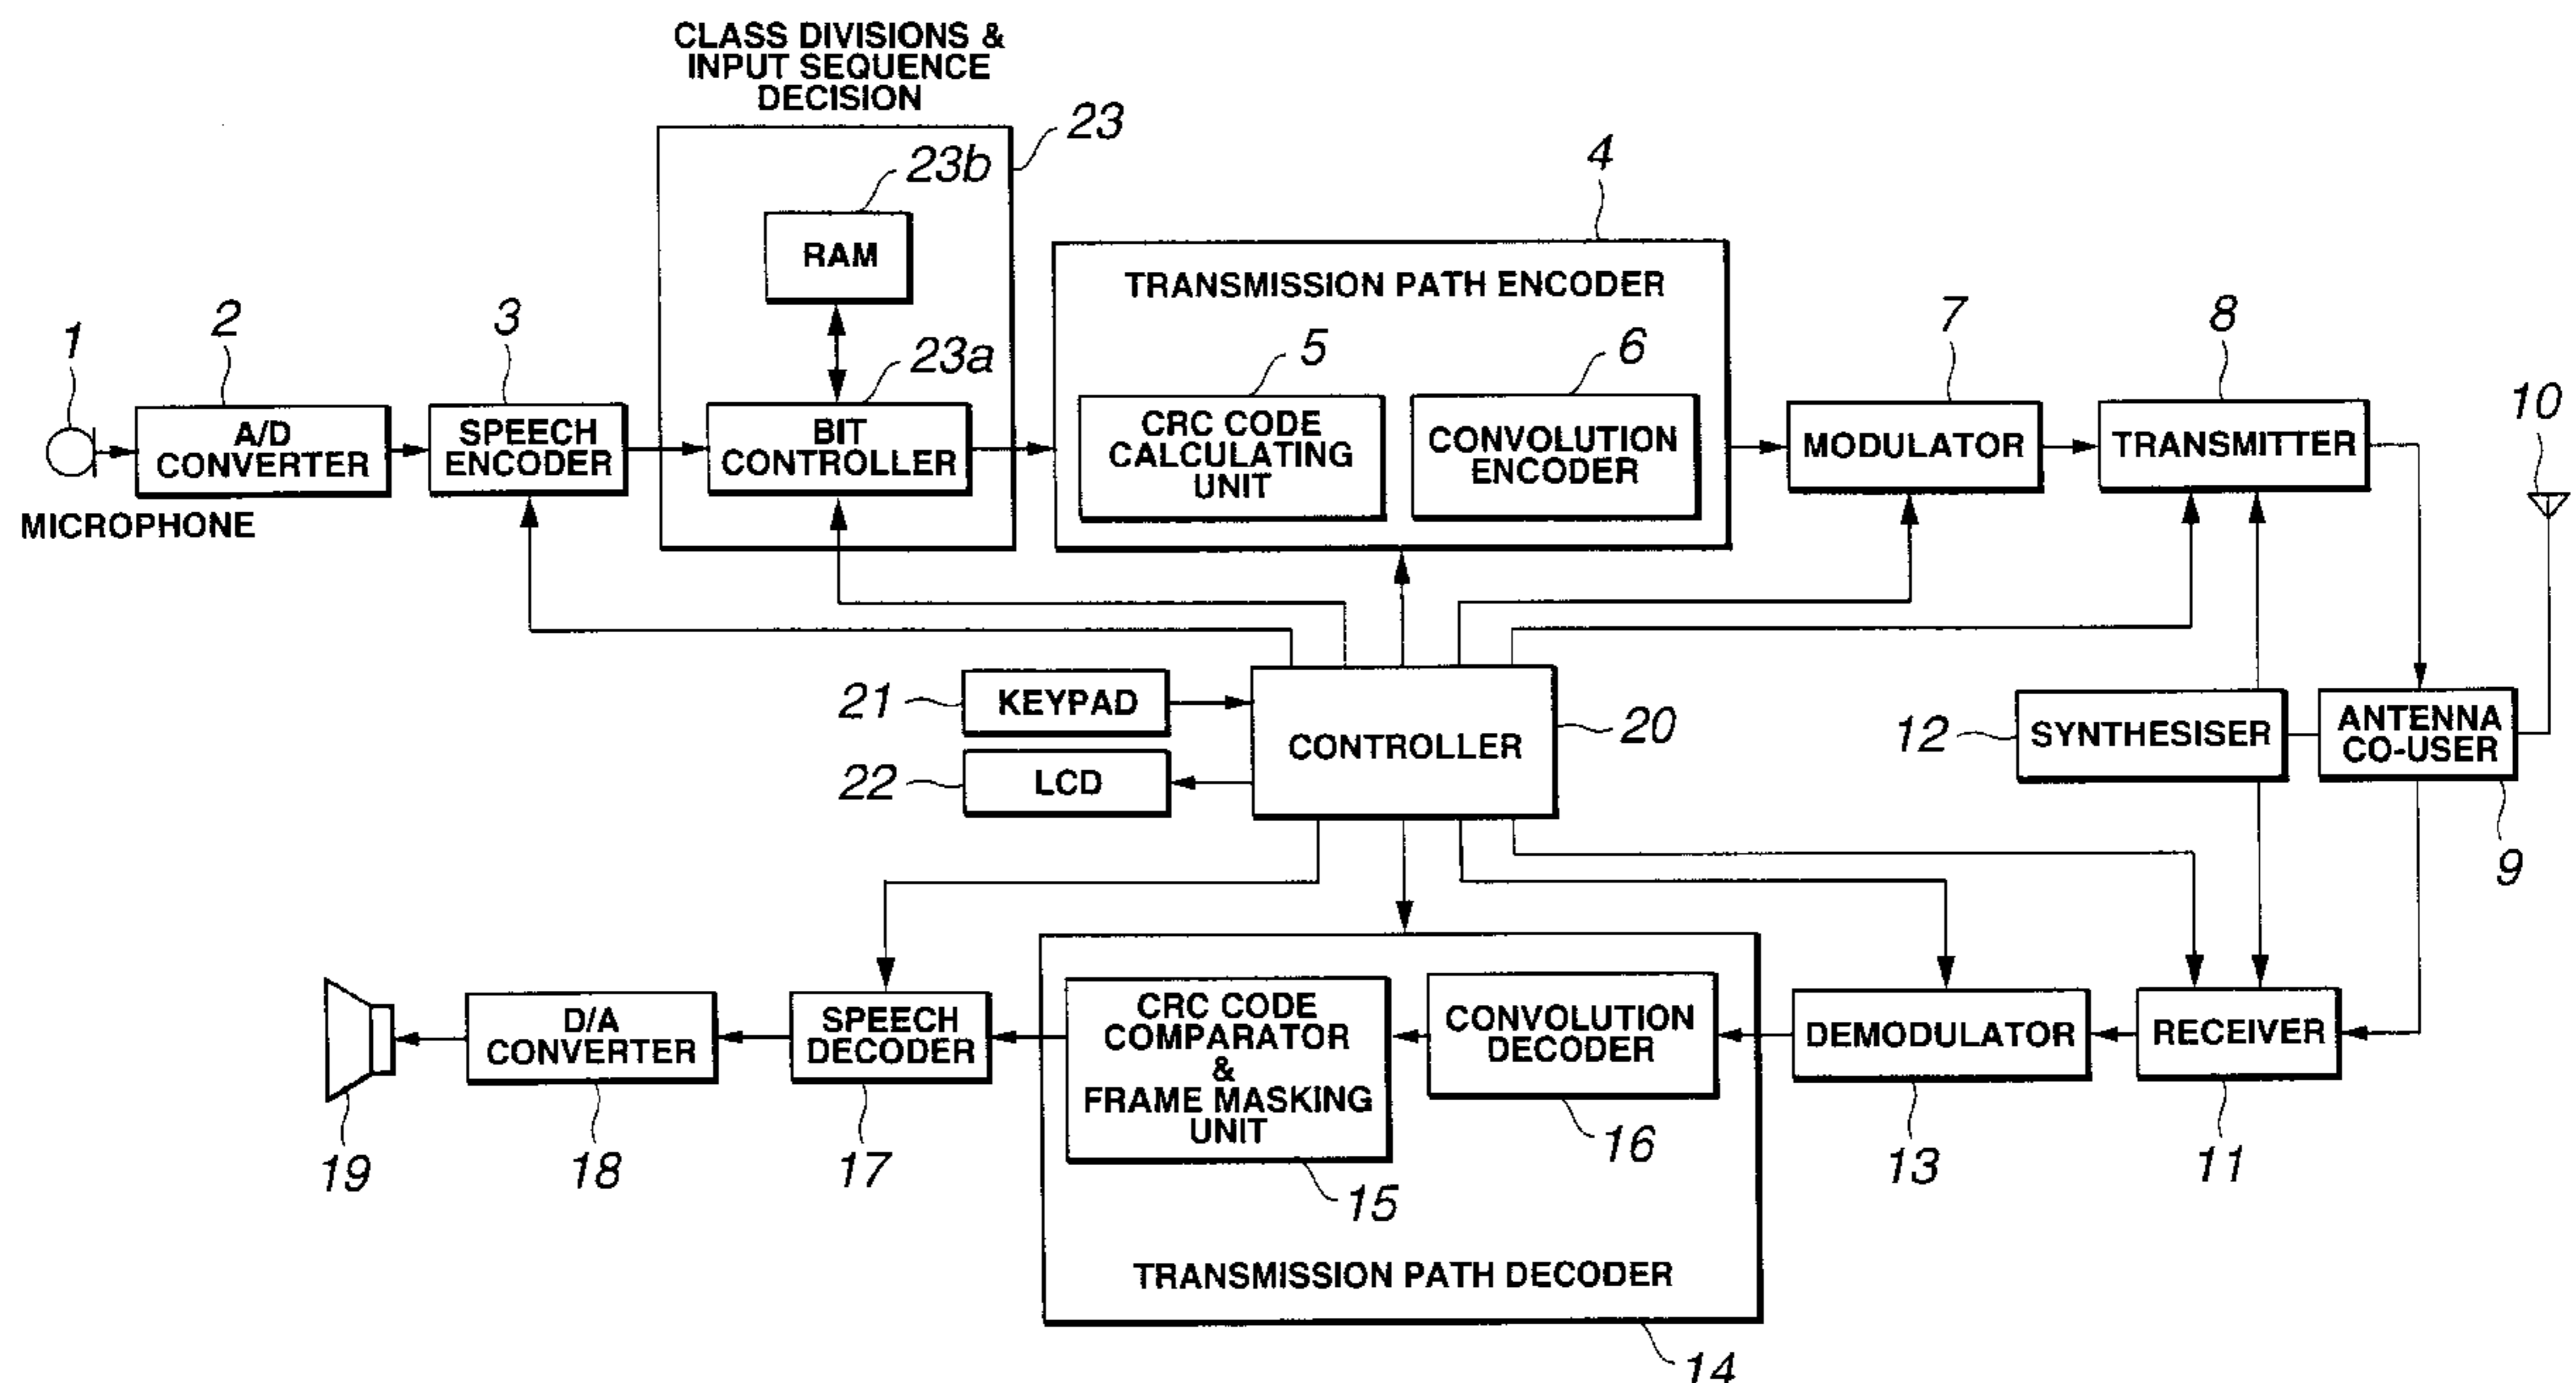 CLASS DIVISIONS &
INPUT SEQUENCE
DECISION
23
23b
RAM
23a
BIT
CONTROLLER
4
TRANSMISSION PATH ENCODER
5
CRC CODE
CALCULATING
UNIT
6
CONVOLUTION
ENCODER
1
MICROPHONE
2
A/D
CONVERTER
3
SPEECH
ENCODER
7
MODULATOR
8
TRANSMITTER
10
21
KEYPAD
22
LCD
CONTROLLER
20
12
SYNTHESISER
ANTENNA
CO-USER
9
19
D/A
CONVERTER
18
SPEECH
DECODER
17
CRC CODE
COMPARATOR
&
FRAME MASKING
UNIT
15
CONVOLUTION
DECODER
16
DEMODULATOR
13
RECEIVER
11
TRANSMISSION PATH DECODER
14